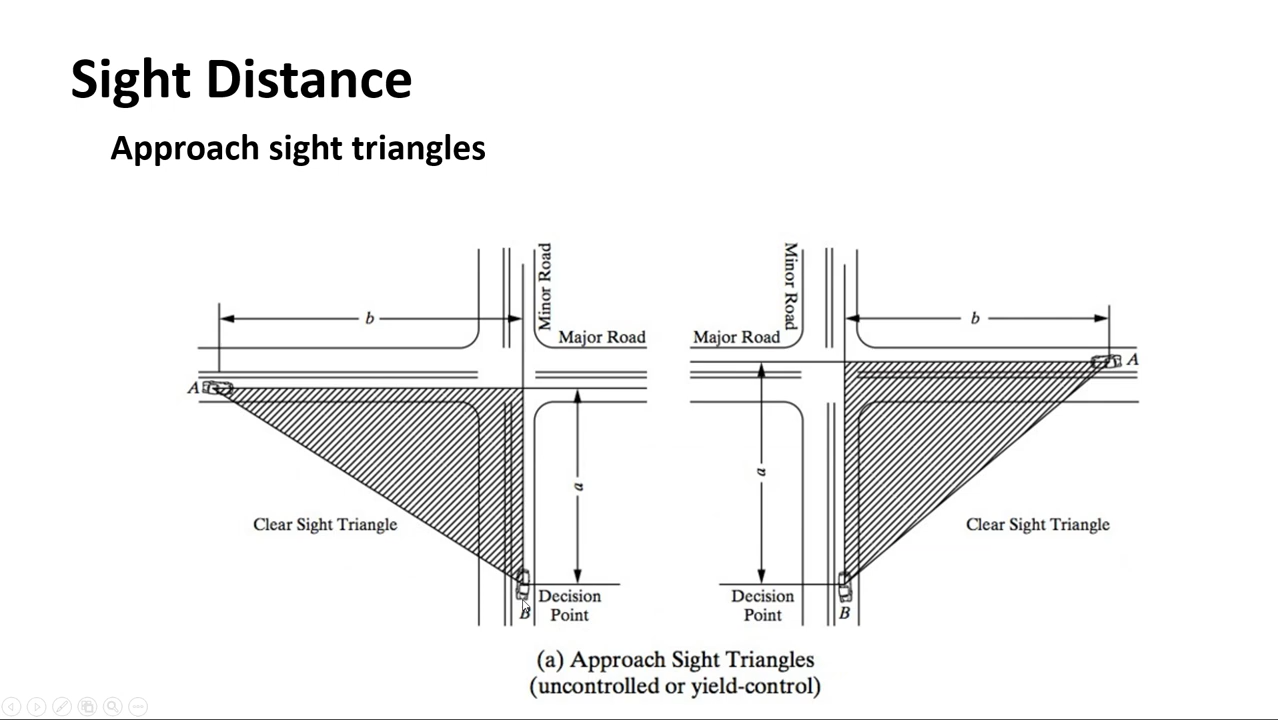 Sight Distance
Approach sight triangles
Minor Road
Minor Road
b
b
Major Road
Major Road
A
A
a
a
Clear Sight Triangle
Clear Sight Triangle
Decision
Point
Decision
Point
B
B
(a) Approach Sight Triangles
(uncontrolled or yield-control)